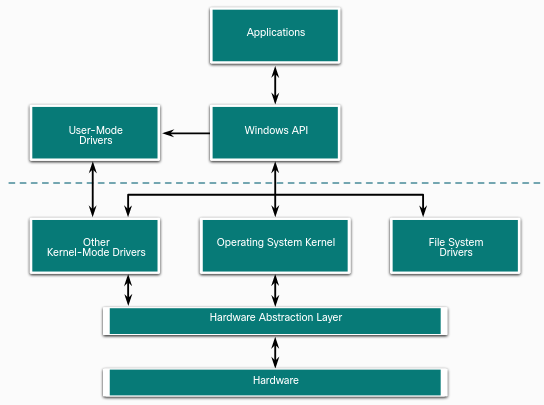 Applications
User-Mode
Drivers
Windows API
Other
Kernel-Mode Drivers
Operating System Kernel
File System
Drivers
Hardware Abstraction Layer
Hardware